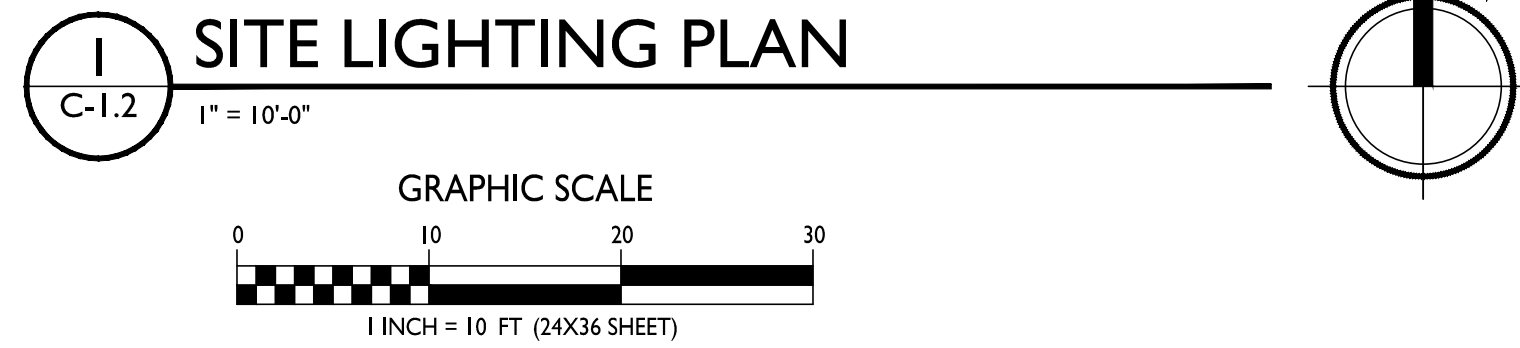 1
SITE LIGHTING PLAN
C-1.2
1" = 10'-0"
GRAPHIC SCALE
0 10 20 30
1 INCH = 10 FT (24X36 SHEET)